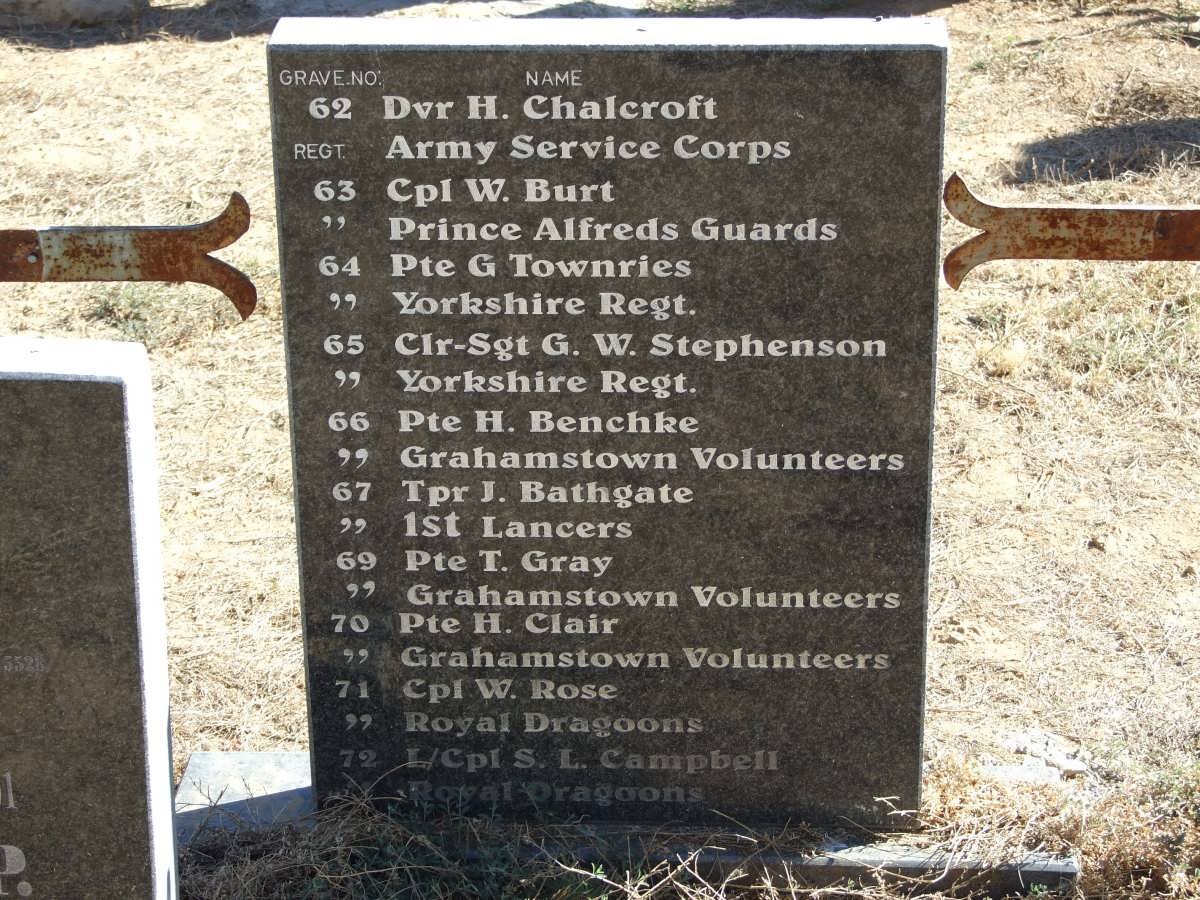 GRAVE.NO: NAME
62 Dvr H. Chalcroft
REGT. Army Service Corps
63 Cpl W. Burt
" Prince Alfreds Guards
64 Pte G Townries
" Yorkshire Regt.
65 Clr-Sgt G. W. Stephenson
" Yorkshire Regt.
66 Pte H. Benchke
" Grahamstown Volunteers
67 Tpr J. Bathgate
" 1st Lancers
69 Pte T. Gray
" Grahamstown Volunteers
70 Pte H. Clair
" Grahamstown Volunteers
71 Cpl W. Rose
" Royal Dragoons
72 L/Cpl S. L. Campbell
" Royal Dragoons